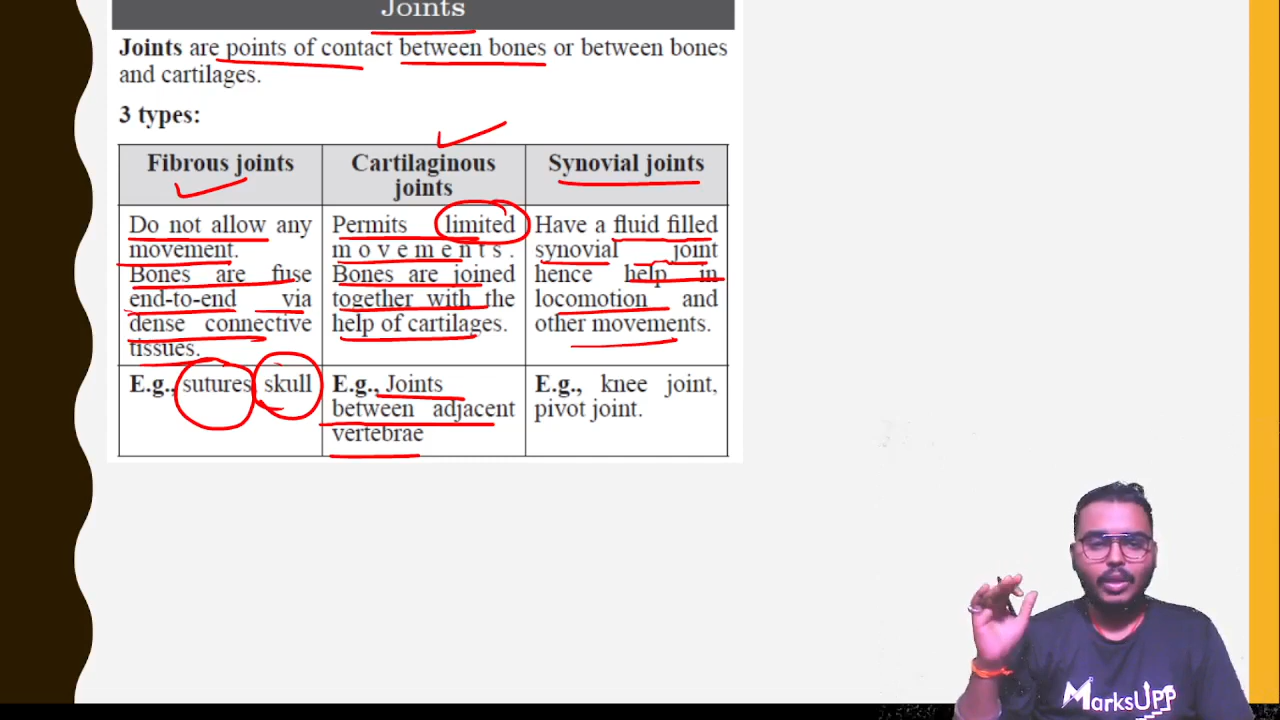 Joints
Joints are points of contact between bones or between bones
and cartilages.
3 types:
Fibrous joints
Cartilaginous
joints
Synovial joints
Do not allow any
movement.
Bones are fuse
end-to-end via
dense connective
tissues.
Permits limited
movements.
Bones are joined
together with the
help of cartilages.
Have a fluid filled
synovial joint
hence help in
locomotion and
other movements.
E.g., sutures skull
E.g., Joints
between adjacent
vertebrae
E.g., knee joint,
pivot joint.
MarksUpp